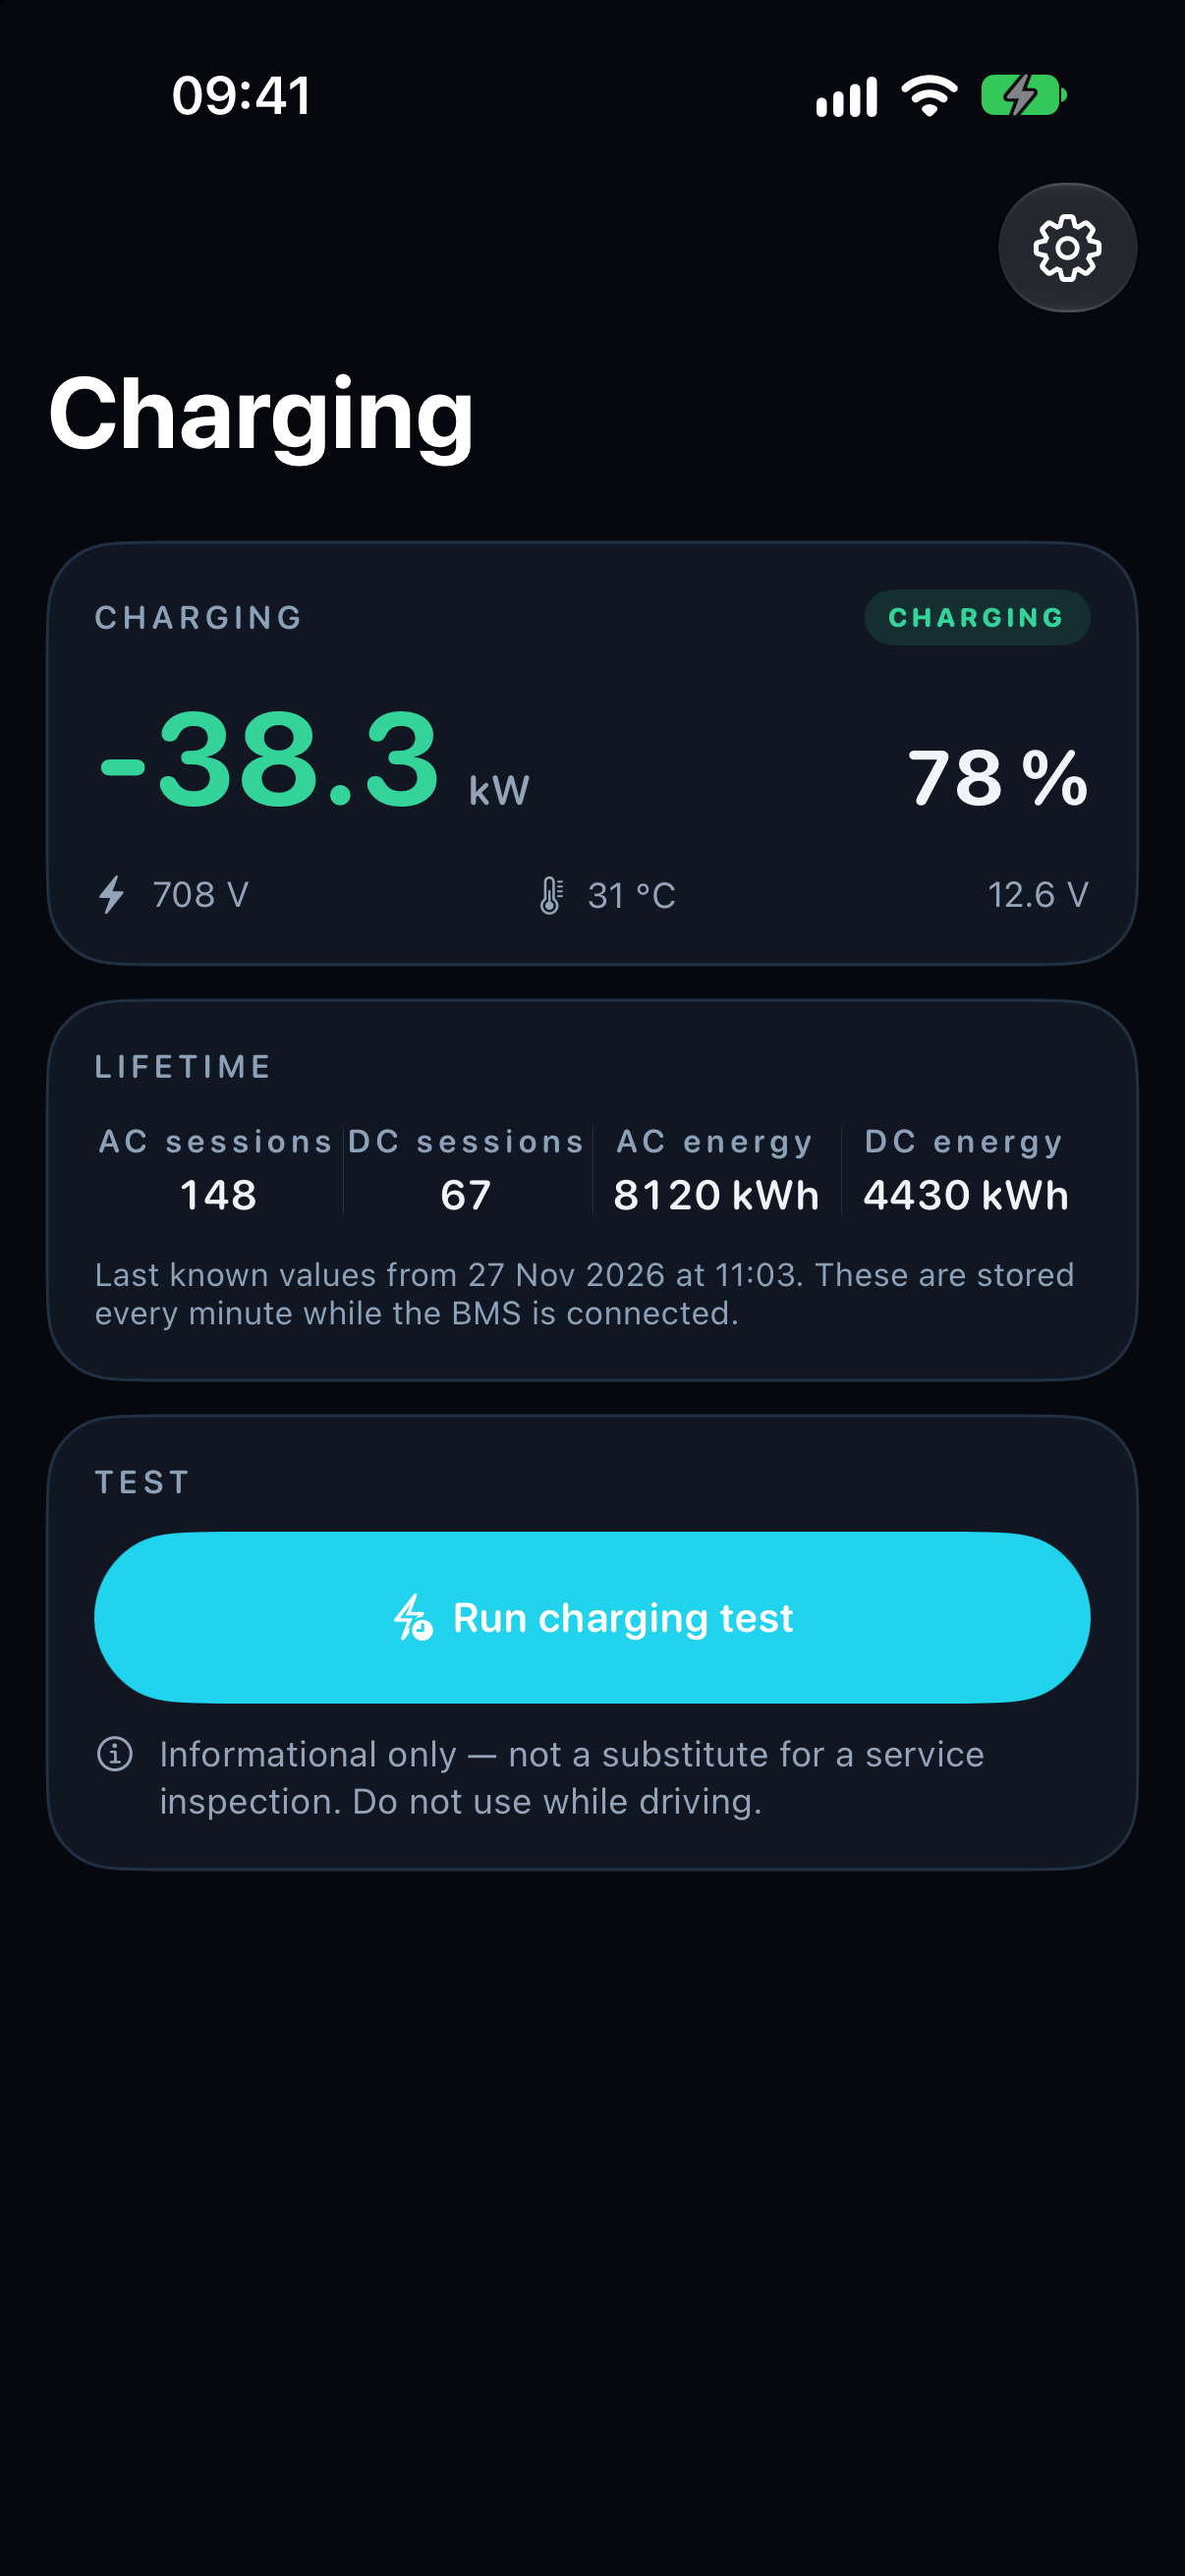 09:41
Charging
CHARGING
CHARGING
-38.3 kW
78 %
708 V
31 °C
12.6 V
LIFETIME
AC sessions
148
DC sessions
67
AC energy
8120 kWh
DC energy
4430 kWh
Last known values from 27 Nov 2026 at 11:03. These are stored
every minute while the BMS is connected.
TEST
Run charging test
Informational only — not a substitute for a service
inspection. Do not use while driving.